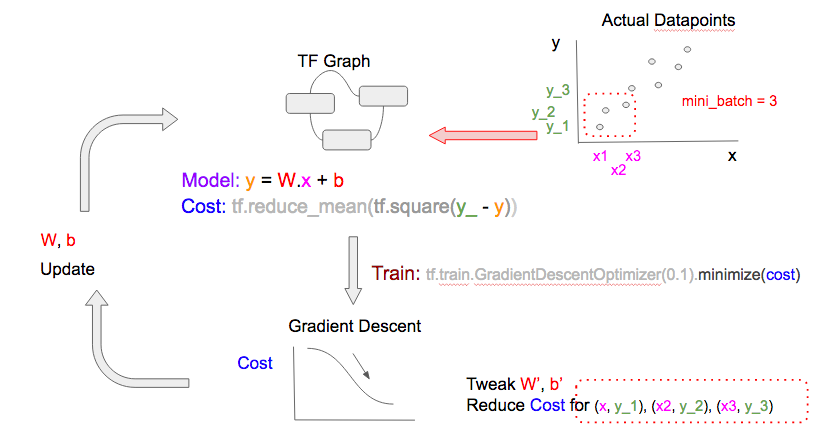 Actual Datapoints
y
TF Graph
y_3
mini_batch = 3
y_2
y_1
x1 x3 x
x2
Model: y = W.x + b
Cost: tf.reduce_mean(tf.square(y_ - y))
W, b
Update
Train: tf.train.GradientDescentOptimizer(0.1).minimize(cost)
Gradient Descent
Cost
Tweak W’, b’
Reduce Cost for (x, y_1), (x2, y_2), (x3, y_3)